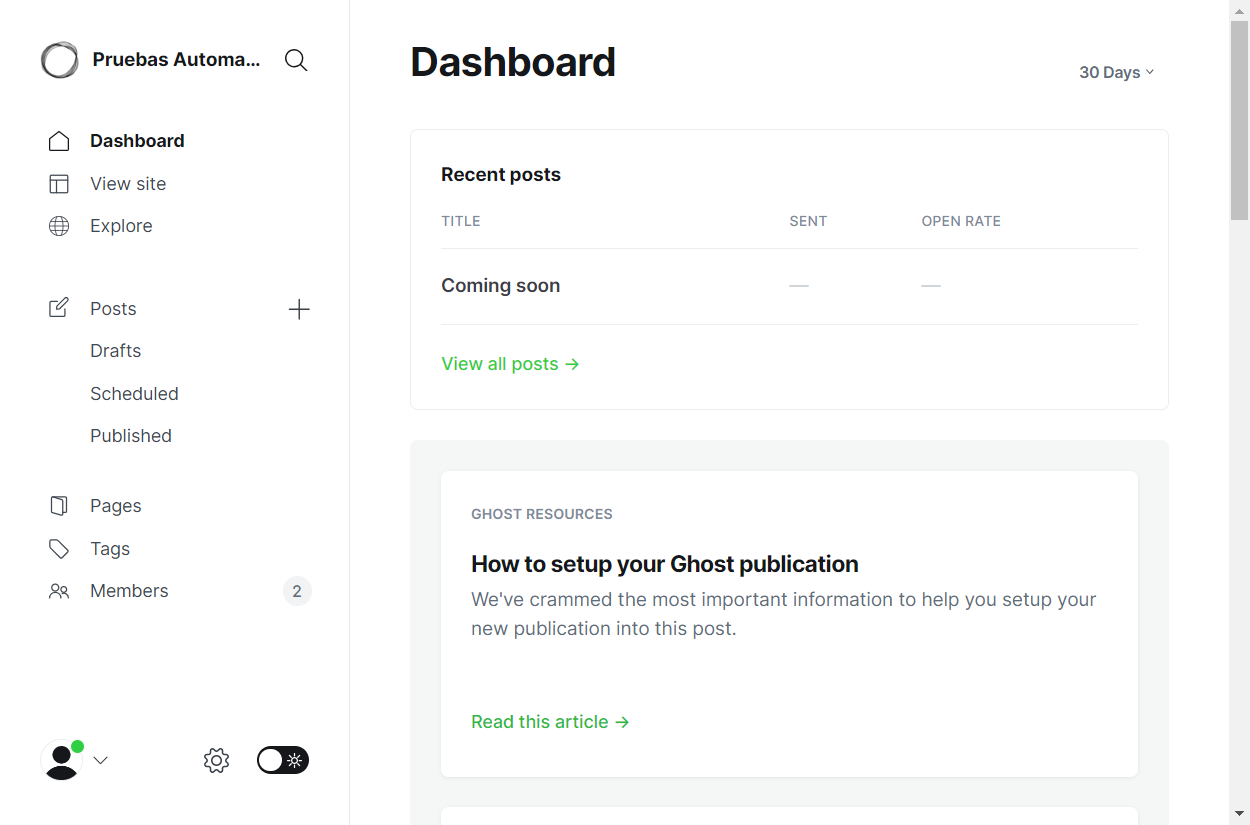 Pruebas Automa...
Dashboard
View site
Explore
Posts
Drafts
Scheduled
Published
Pages
Tags
Members 2
Dashboard
30 Days
Recent posts
TITLE SENT OPEN RATE
Coming soon — —
View all posts →
GHOST RESOURCES
How to setup your Ghost publication
We've crammed the most important information to help you setup your
new publication into this post.
Read this article →